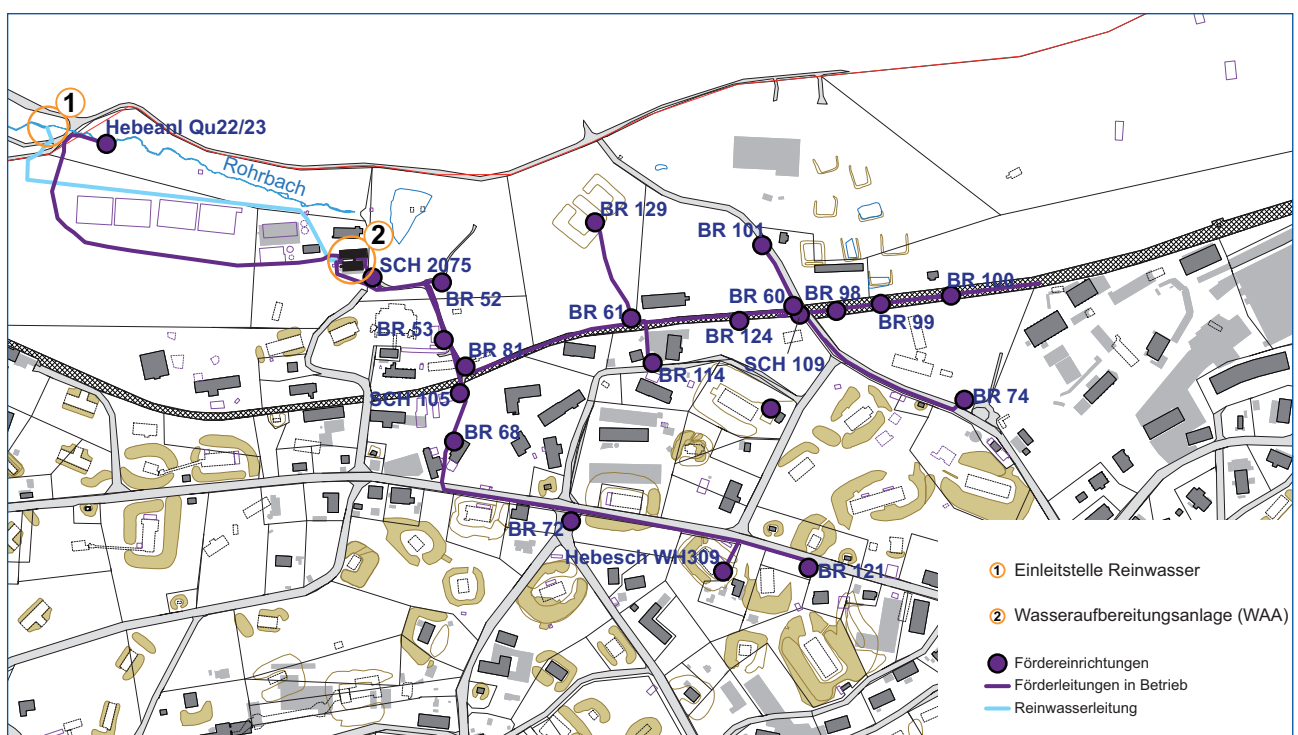 1
Hebeanl Qu22/23
Rohrbach
2
SCH 2075
BR 52
BR 53
BR 81
SCH 105
BR 68
BR 129
BR 61
BR 114
BR 101
BR 60
BR 98
BR 124
SCH 109
BR 99
BR 100
BR 74
BR 72
Hebesch WH309
BR 121
1 Einleitstelle Reinwasser
2 Wasseraufbereitungsanlage (WAA)
Fördereinrichtungen
Förderleitungen in Betrieb
Reinwasserleitung